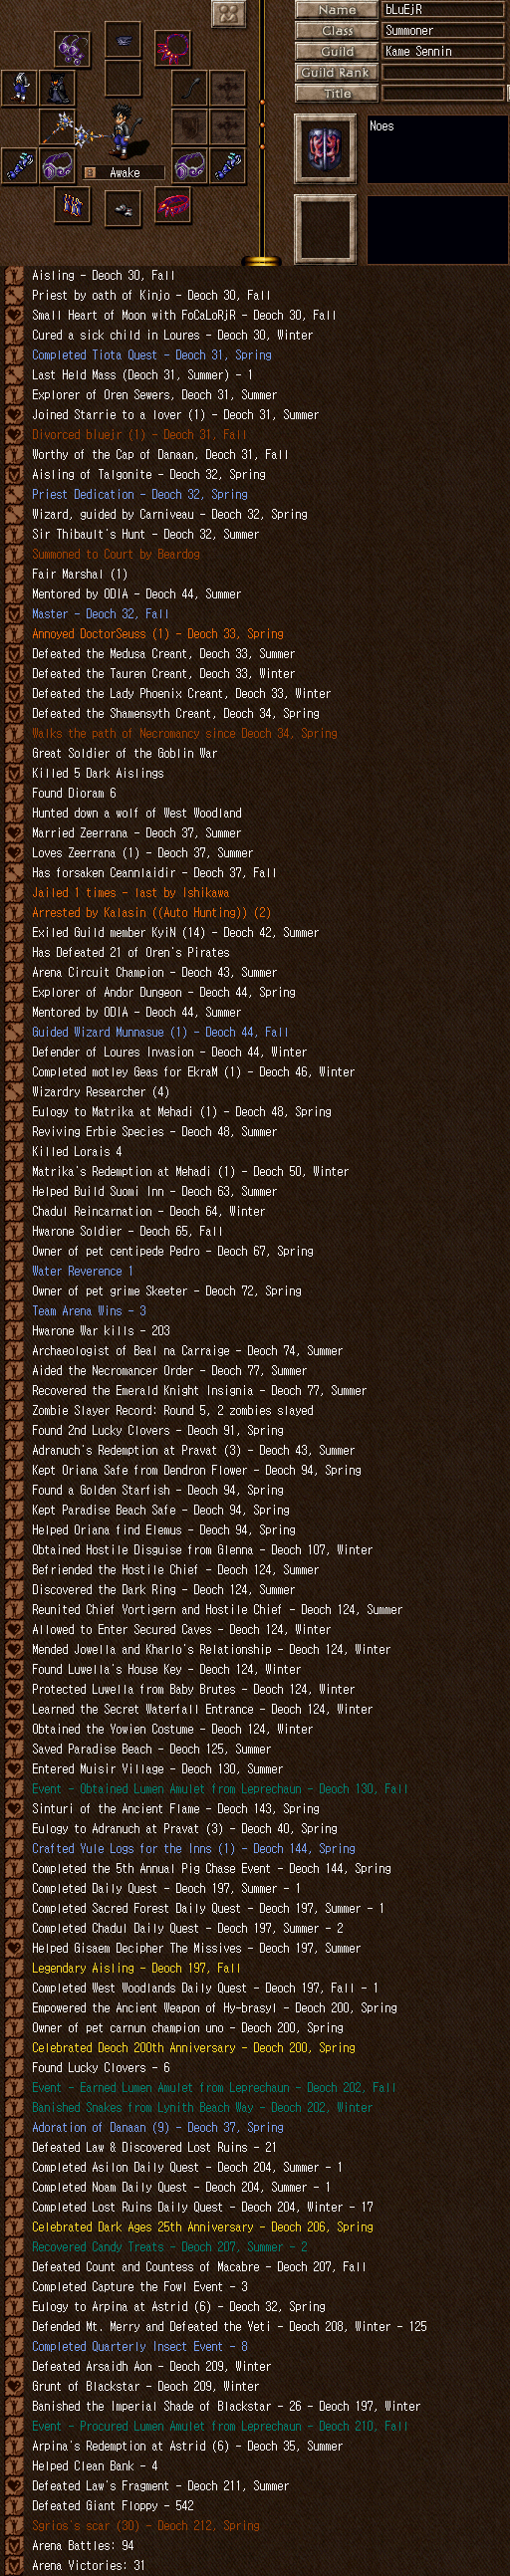 Name bLuEjR
Class Summoner
Guild Kame Sennin
Guild Rank
Title
Noes
B Awake
Aisling - Deoch 30, Fall
Priest by oath of Kinjo - Deoch 30, Fall
Small Heart of Moon with FoCaLoRjR - Deoch 30, Fall
Cured a sick child in Loures - Deoch 30, Winter
Completed Tiota Quest - Deoch 31, Spring
Last Held Mass (Deoch 31, Summer) - 1
Explorer of Oren Sewers, Deoch 31, Summer
Joined Starrie to a lover (1) - Deoch 31, Summer
Divorced bluejr (1) - Deoch 31, Fall
Worthy of the Cap of Danaan, Deoch 31, Fall
Aisling of Talgonite - Deoch 32, Spring
Priest Dedication - Deoch 32, Spring
Wizard, guided by Carniveau - Deoch 32, Spring
Sir Thibault's Hunt - Deoch 32, Summer
Summoned to Court by Beardog
Fair Marshal (1)
Mentored by ODIA - Deoch 44, Summer
Master - Deoch 32, Fall
Annoyed DoctorSeuss (1) - Deoch 33, Spring
Defeated the Medusa Creant, Deoch 33, Summer
Defeated the Tauren Creant, Deoch 33, Winter
Defeated the Lady Phoenix Creant, Deoch 33, Winter
Defeated the Shamensyth Creant, Deoch 34, Spring
Walks the path of Necromancy since Deoch 34, Spring
Great Soldier of the Goblin War
Killed 5 Dark Aislings
Found Dioram 6
Hunted down a wolf of West Woodland
Married Zeerrana - Deoch 37, Summer
Loves Zeerrana (1) - Deoch 37, Summer
Has forsaken Ceannlaidir - Deoch 37, Fall
Jailed 1 times - last by Ishikawa
Arrested by Kalasin ((Auto Hunting)) (2)
Exiled Guild member KyiN (14) - Deoch 42, Summer
Has Defeated 21 of Oren's Pirates
Arena Circuit Champion - Deoch 43, Summer
Explorer of Andor Dungeon - Deoch 44, Spring
Mentored by ODIA - Deoch 44, Summer
Guided Wizard Munnasue (1) - Deoch 44, Fall
Defender of Loures Invasion - Deoch 44, Winter
Completed motley Geas for EkraM (1) - Deoch 46, Winter
Wizardry Researcher (4)
Eulogy to Matrika at Mehadi (1) - Deoch 48, Spring
Reviving Erbie Species - Deoch 48, Summer
Killed Lorais 4
Matrika's Redemption at Mehadi (1) - Deoch 50, Winter
Helped Build Suomi Inn - Deoch 63, Summer
Chadul Reincarnation - Deoch 64, Winter
Hwarone Soldier - Deoch 65, Fall
Owner of pet centipede Pedro - Deoch 67, Spring
Water Reverence 1
Owner of pet grime Skeeter - Deoch 72, Spring
Team Arena Wins - 3
Hwarone War kills - 203
Archaeologist of Beal na Carraige - Deoch 74, Summer
Aided the Necromancer Order - Deoch 77, Summer
Recovered the Emerald Knight Insignia - Deoch 77, Summer
Zombie Slayer Record: Round 5, 2 zombies slayed
Found 2nd Lucky Clovers - Deoch 91, Spring
Adranuch's Redemption at Pravat (3) - Deoch 43, Summer
Kept Oriana Safe from Dendron Flower - Deoch 94, Spring
Found a Golden Starfish - Deoch 94, Spring
Kept Paradise Beach Safe - Deoch 94, Spring
Helped Oriana find Elemus - Deoch 94, Spring
Obtained Hostile Disguise from Glenna - Deoch 107, Winter
Befriended the Hostile Chief - Deoch 124, Summer
Discovered the Dark Ring - Deoch 124, Summer
Reunited Chief Vortigern and Hostile Chief - Deoch 124, Summer
Allowed to Enter Secured Caves - Deoch 124, Winter
Mended Jowella and Kharlo's Relationship - Deoch 124, Winter
Found Luwella's House Key - Deoch 124, Winter
Protected Luwella from Baby Brutes - Deoch 124, Winter
Learned the Secret Waterfall Entrance - Deoch 124, Winter
Obtained the Yowien Costume - Deoch 124, Winter
Saved Paradise Beach - Deoch 125, Summer
Entered Muisir Village - Deoch 130, Summer
Event - Obtained Lumen Amulet from Leprechaun - Deoch 130, Fall
Sinturi of the Ancient Flame - Deoch 143, Spring
Eulogy to Adranuch at Pravat (3) - Deoch 40, Spring
Crafted Yule Logs for the Inns (1) - Deoch 144, Spring
Completed the 5th Annual Pig Chase Event - Deoch 144, Spring
Completed Daily Quest - Deoch 197, Summer - 1
Completed Sacred Forest Daily Quest - Deoch 197, Summer - 1
Completed Chadul Daily Quest - Deoch 197, Summer - 2
Helped Gisaem Decipher The Missives - Deoch 197, Summer
Legendary Aisling - Deoch 197, Fall
Completed West Woodlands Daily Quest - Deoch 197, Fall - 1
Empowered the Ancient Weapon of Hy-brasyl - Deoch 200, Spring
Owner of pet carnun champion uno - Deoch 200, Spring
Celebrated Deoch 200th Anniversary - Deoch 200, Spring
Found Lucky Clovers - 6
Event - Earned Lumen Amulet from Leprechaun - Deoch 202, Fall
Banished Snakes from Lynith Beach Way - Deoch 202, Winter
Adoration of Danaan (9) - Deoch 37, Spring
Defeated Law & Discovered Lost Ruins - 21
Completed Asilon Daily Quest - Deoch 204, Summer - 1
Completed Noam Daily Quest - Deoch 204, Summer - 1
Completed Lost Ruins Daily Quest - Deoch 204, Winter - 17
Celebrated Dark Ages 25th Anniversary - Deoch 206, Spring
Recovered Candy Treats - Deoch 207, Summer - 2
Defeated Count and Countess of Macabre - Deoch 207, Fall
Completed Capture the Fowl Event - 3
Eulogy to Arpina at Astrid (6) - Deoch 32, Spring
Defended Mt. Merry and Defeated the Yeti - Deoch 208, Winter - 125
Completed Quarterly Insect Event - 8
Defeated Arsaidh Aon - Deoch 209, Winter
Grunt of Blackstar - Deoch 209, Winter
Banished the Imperial Shade of Blackstar - 26 - Deoch 197, Winter
Event - Procured Lumen Amulet from Leprechaun - Deoch 210, Fall
Arpina's Redemption at Astrid (6) - Deoch 35, Summer
Helped Clean Bank - 4
Defeated Law's Fragment - Deoch 211, Summer
Defeated Giant Floppy - 542
Sgrios's scar (30) - Deoch 212, Spring
Arena Battles: 94
Arena Victories: 31